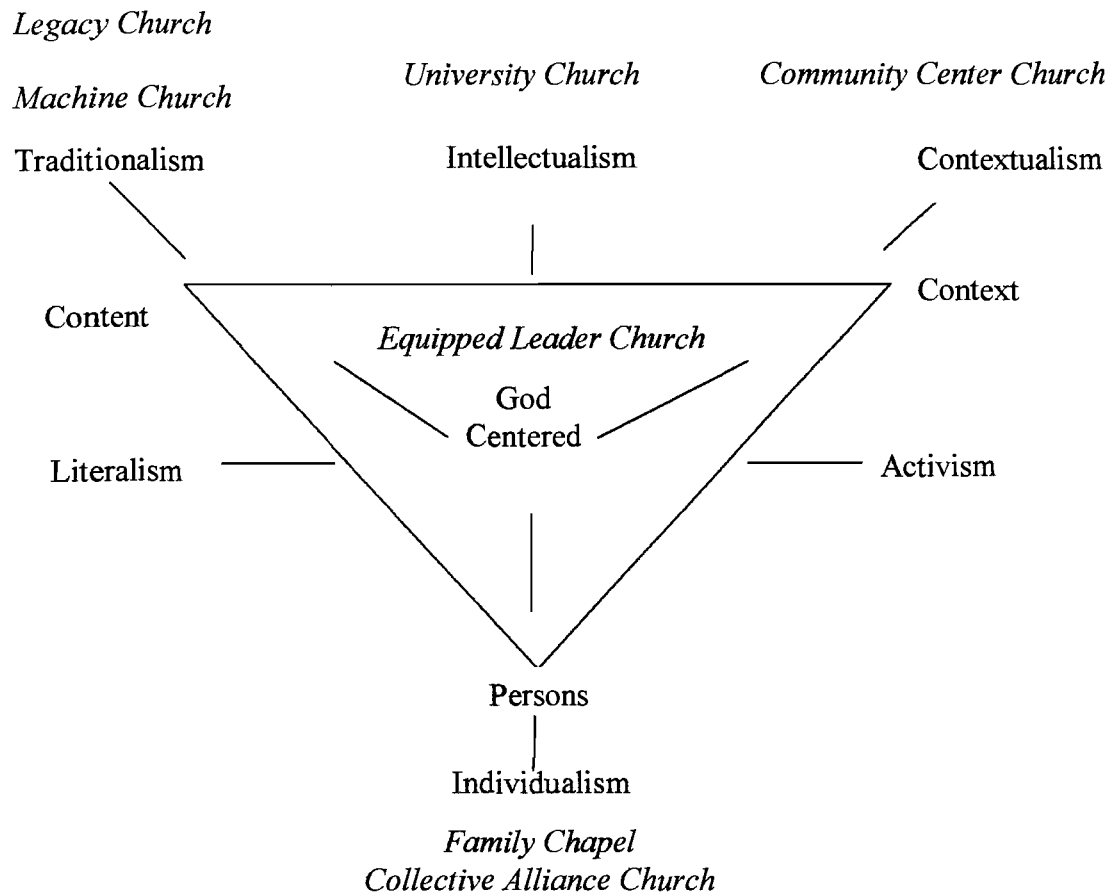 Legacy Church
University Church
Community Center Church
Machine Church
Traditionalism
Intellectualism
Contextualism
Content
Context
Equipped Leader Church
God
Centered
Literalism
Activism
Persons
Individualism
Family Chapel
Collective Alliance Church